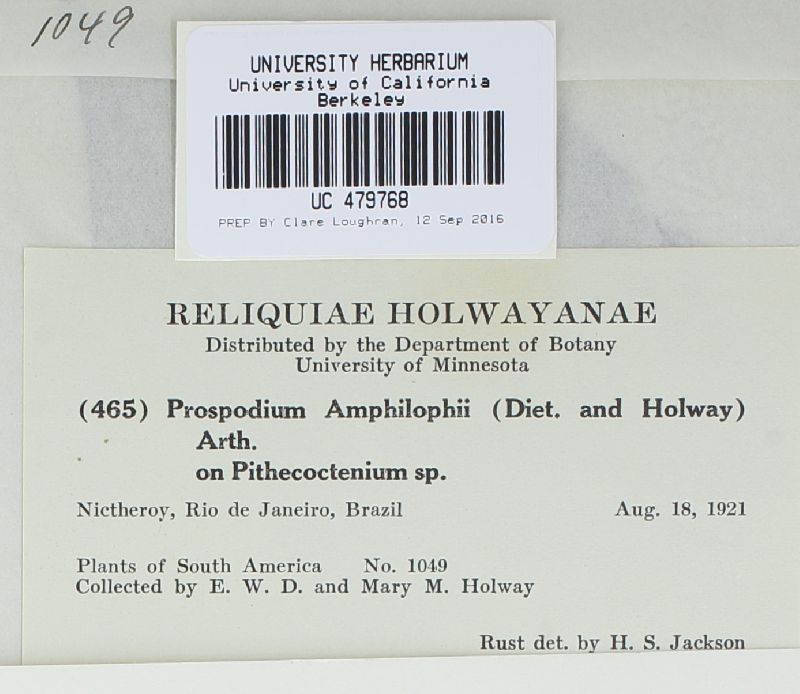 1049
UNIVERSITY HERBARIUM
University of California
Berkeley
UC 479768
PREP BY Clare Loughran, 12 Sep 2016
RELIQUIAE HOLWAYANAE
Distributed by the Department of Botany
University of Minnesota
(465) Prospodium Amphilophii (Diet. and Holway)
Arth.
on Pithecoctenium sp.
Nictheroy, Rio de Janeiro, Brazil Aug. 18, 1921
Plants of South America No. 1049
Collected by E. W. D. and Mary M. Holway
Rust det. by H. S. Jackson